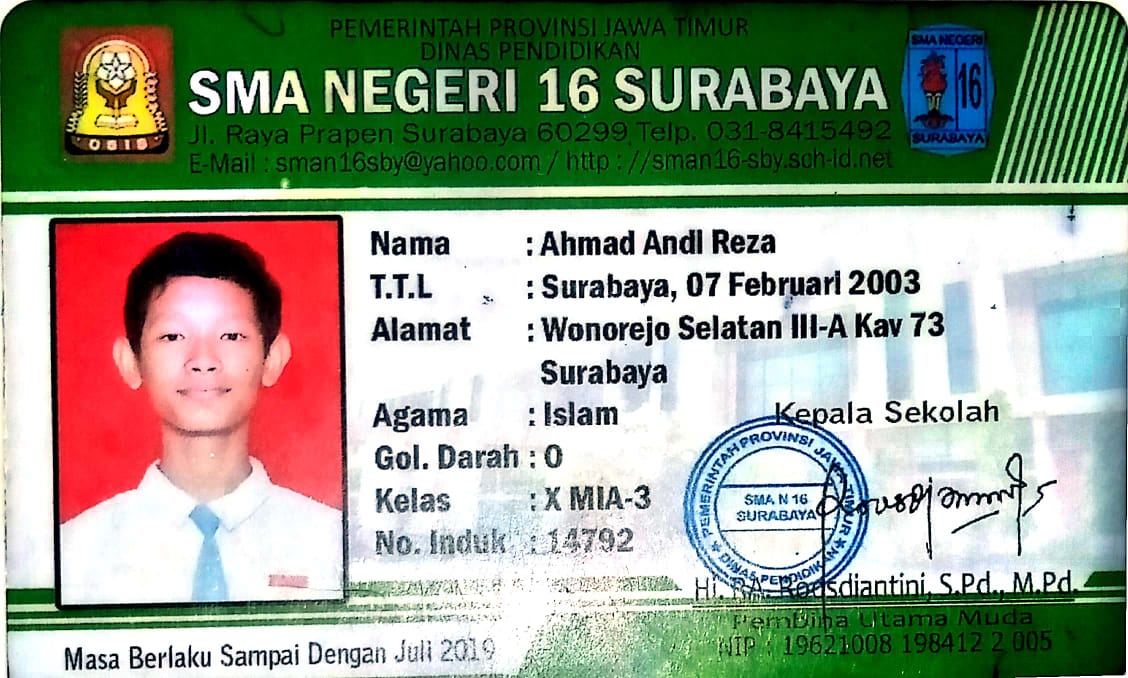 PEMERINTAH PROVINSI JAWA TIMUR
DINAS PENDIDIKAN
SMA NEGERI 16 SURABAYA
Jl. Raya Prapen Surabaya 60299 Telp. 031-8415492
E-Mail : sman16sby@yahoo.com / http : //sman16-sby.sch-id.net
OSIS
SMA NEGERI
16
SURABAYA
Nama : Ahmad Andi Reza
T.T.L : Surabaya, 07 Februari 2003
Alamat : Wonorejo Selatan III-A Kav 73
Surabaya
Agama : Islam
Gol. Darah : O
Kelas : X MIA-3
No. Induk : 14792
Kepala Sekolah
PEMERINTAH PROVINSI JAWA TIMUR
SMA N 16
SURABAYA
DINAS PENDIDIKAN
Hj. RA. Roosdiantini, S.Pd., M.Pd.
Pembina Utama Muda
NIP : 19621008 198412 2 005
Masa Berlaku Sampai Dengan Juli 2019